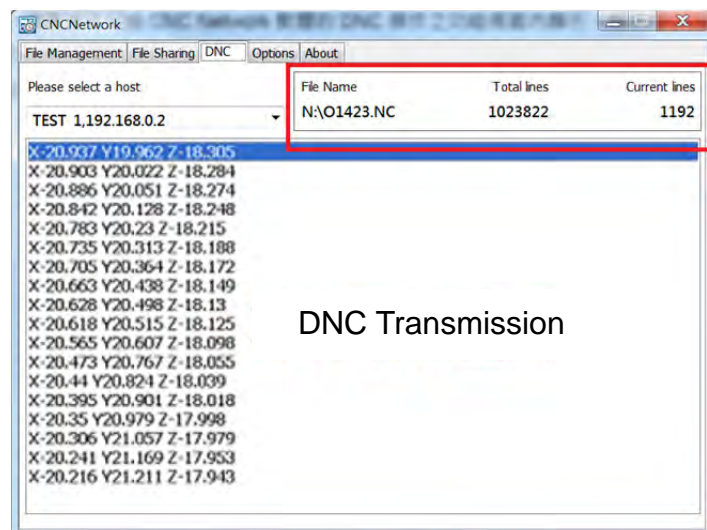 CNCNetwork
File Management File Sharing DNC Options About
Please select a host
TEST 1,192.168.0.2
File Name Total lines Current lines
N:\O1423.NC 1023822 1192
X-20.937 Y19.962 Z-18.305
X-20.903 Y20.022 Z-18.284
X-20.886 Y20.051 Z-18.274
X-20.842 Y20.128 Z-18.248
X-20.783 Y20.23 Z-18.215
X-20.735 Y20.313 Z-18.188
X-20.705 Y20.364 Z-18.172
X-20.663 Y20.438 Z-18.149
X-20.628 Y20.498 Z-18.13
X-20.618 Y20.515 Z-18.125
X-20.565 Y20.607 Z-18.098
X-20.473 Y20.767 Z-18.055
X-20.44 Y20.824 Z-18.039
X-20.395 Y20.901 Z-18.018
X-20.35 Y20.979 Z-17.998
X-20.306 Y21.057 Z-17.979
X-20.241 Y21.169 Z-17.953
X-20.216 Y21.211 Z-17.943
DNC Transmission